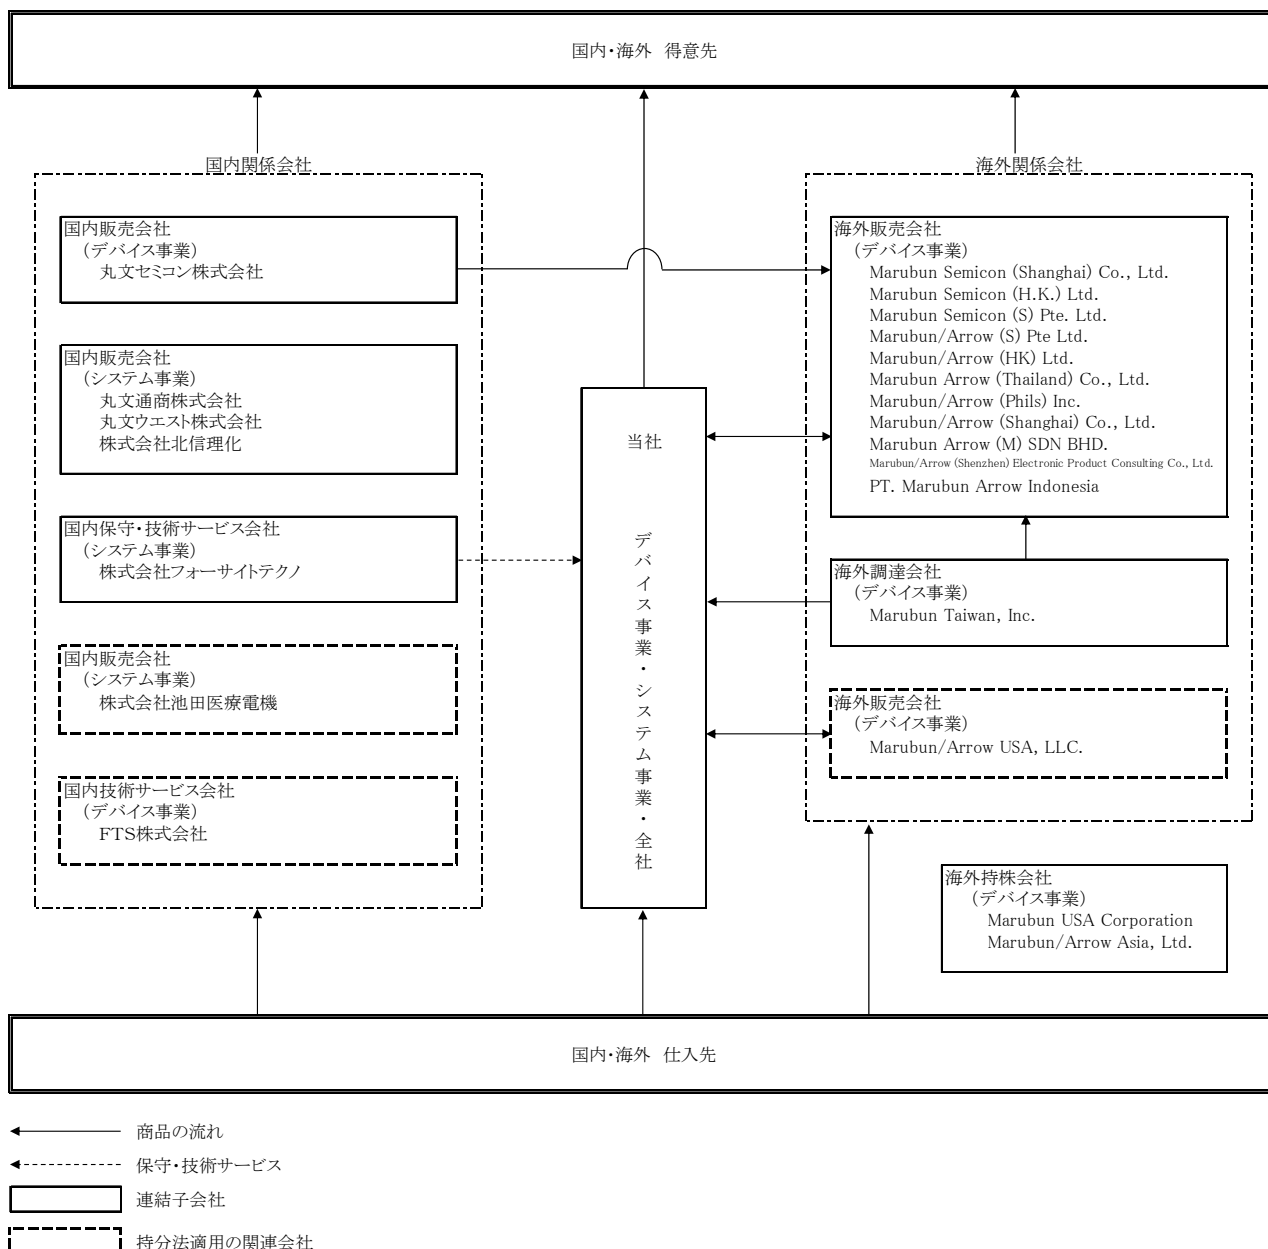 国内・海外 得意先
国内関係会社
国内販売会社
(デバイス事業)
丸文セミコン株式会社
国内販売会社
(システム事業)
丸文通商株式会社
丸文ウエスト株式会社
株式会社北信理化
国内保守・技術サービス会社
(システム事業)
株式会社フォーサイトテクノ
国内販売会社
(システム事業)
株式会社池田医療電機
国内技術サービス会社
(デバイス事業)
FTS株式会社
当社
デバイス事業・システム事業・全社
海外関係会社
海外販売会社
(デバイス事業)
Marubun Semicon (Shanghai) Co., Ltd.
Marubun Semicon (H.K.) Ltd.
Marubun Semicon (S) Pte. Ltd.
Marubun/Arrow (S) Pte Ltd.
Marubun/Arrow (HK) Ltd.
Marubun Arrow (Thailand) Co., Ltd.
Marubun/Arrow (Phils) Inc.
Marubun/Arrow (Shanghai) Co., Ltd.
Marubun Arrow (M) SDN BHD.
Marubun/Arrow (Shenzhen) Electronic Product Consulting Co., Ltd.
PT. Marubun Arrow Indonesia
海外調達会社
(デバイス事業)
Marubun Taiwan, Inc.
海外販売会社
(デバイス事業)
Marubun/Arrow USA, LLC.
海外持株会社
(デバイス事業)
Marubun USA Corporation
Marubun/Arrow Asia, Ltd.
国内・海外 仕入先
商品の流れ
保守・技術サービス
連結子会社
持分法適用の関連会社